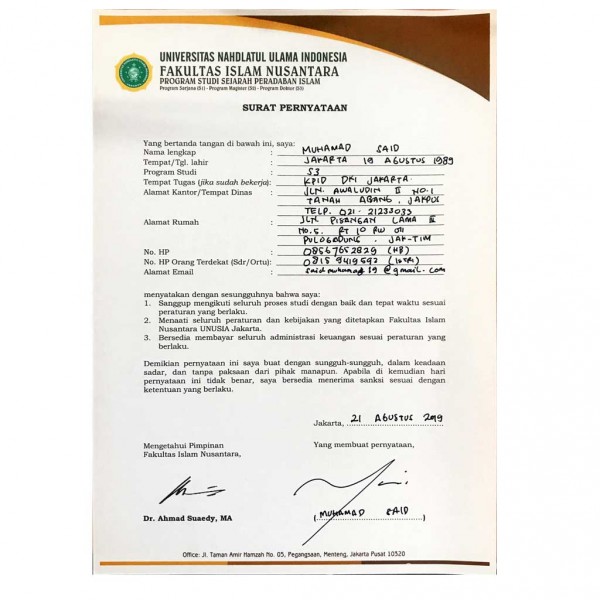 UNIVERSITAS NAHDLATUL ULAMA INDONESIA
FAKULTAS ISLAM NUSANTARA
PROGRAM STUDI SEJARAH PERADABAN ISLAM
Program Sarjana (S1) - Program Magister (S2) - Program Doktor (S3)
SURAT PERNYATAAN
Yang bertanda tangan di bawah ini, saya:
Nama lengkap : MUHAMAD SAID
Tempat/Tgl. lahir : JAKARTA 19 AGUSTUS 1989
Program Studi : S3
Tempat Tugas (jika sudah bekerja): KPID DKI JAKARTA
Alamat Kantor/Tempat Dinas : JLN. AWALUDIN II NO.1
TANAH ABANG, JAKPUS
TELP. 021-21233033
Alamat Rumah : JLN PISANGAN LAMA III
NO.5. RT 10 RW 011
PULOGADUNG, JAK-TIM
No. HP : 08567652829 (HB)
No. HP Orang Terdekat (Sdr/Ortu): 0815 9419592 (ISTRI)
Alamat Email : saidmuhamad19@gmail.com
menyatakan dengan sesungguhnya bahwa saya:
1. Sanggup mengikuti seluruh proses studi dengan baik dan tepat waktu sesuai
peraturan yang berlaku.
2. Menaati seluruh peraturan dan kebijakan yang ditetapkan Fakultas Islam
Nusantara UNUSIA Jakarta.
3. Bersedia membayar seluruh administrasi keuangan sesuai peraturan yang
berlaku.
Demikian pernyataan ini saya buat dengan sungguh-sungguh, dalam keadaan
sadar, dan tanpa paksaan dari pihak manapun. Apabila di kemudian hari
pernyataan ini tidak benar, saya bersedia menerima sanksi sesuai dengan
ketentuan yang berlaku.
Jakarta, 21 AGUSTUS 2019
Mengetahui Pimpinan
Fakultas Islam Nusantara,
Yang membuat pernyataan,
Dr. Ahmad Suaedy, MA
(MUHAMAD SAID)
Office: Jl. Taman Amir Hamzah No. 05, Pegangsaan, Menteng, Jakarta Pusat 10320